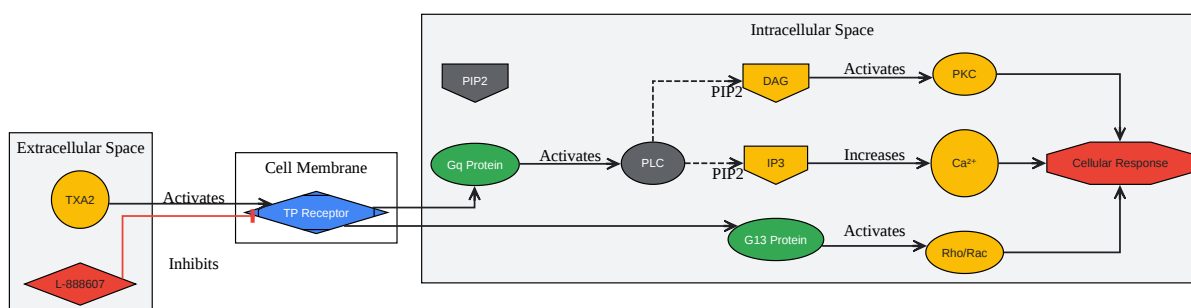 Intracellular Space
PIP2
DAG
Activates
PKC
PIP2
Extracellular Space
Cell Membrane
Gq Protein
Activates
PLC
IP3
Increases
Ca²⁺
Cellular Response
PIP2
TXA2
Activates
TP Receptor
G13 Protein
Activates
Rho/Rac
Inhibits
L-888607